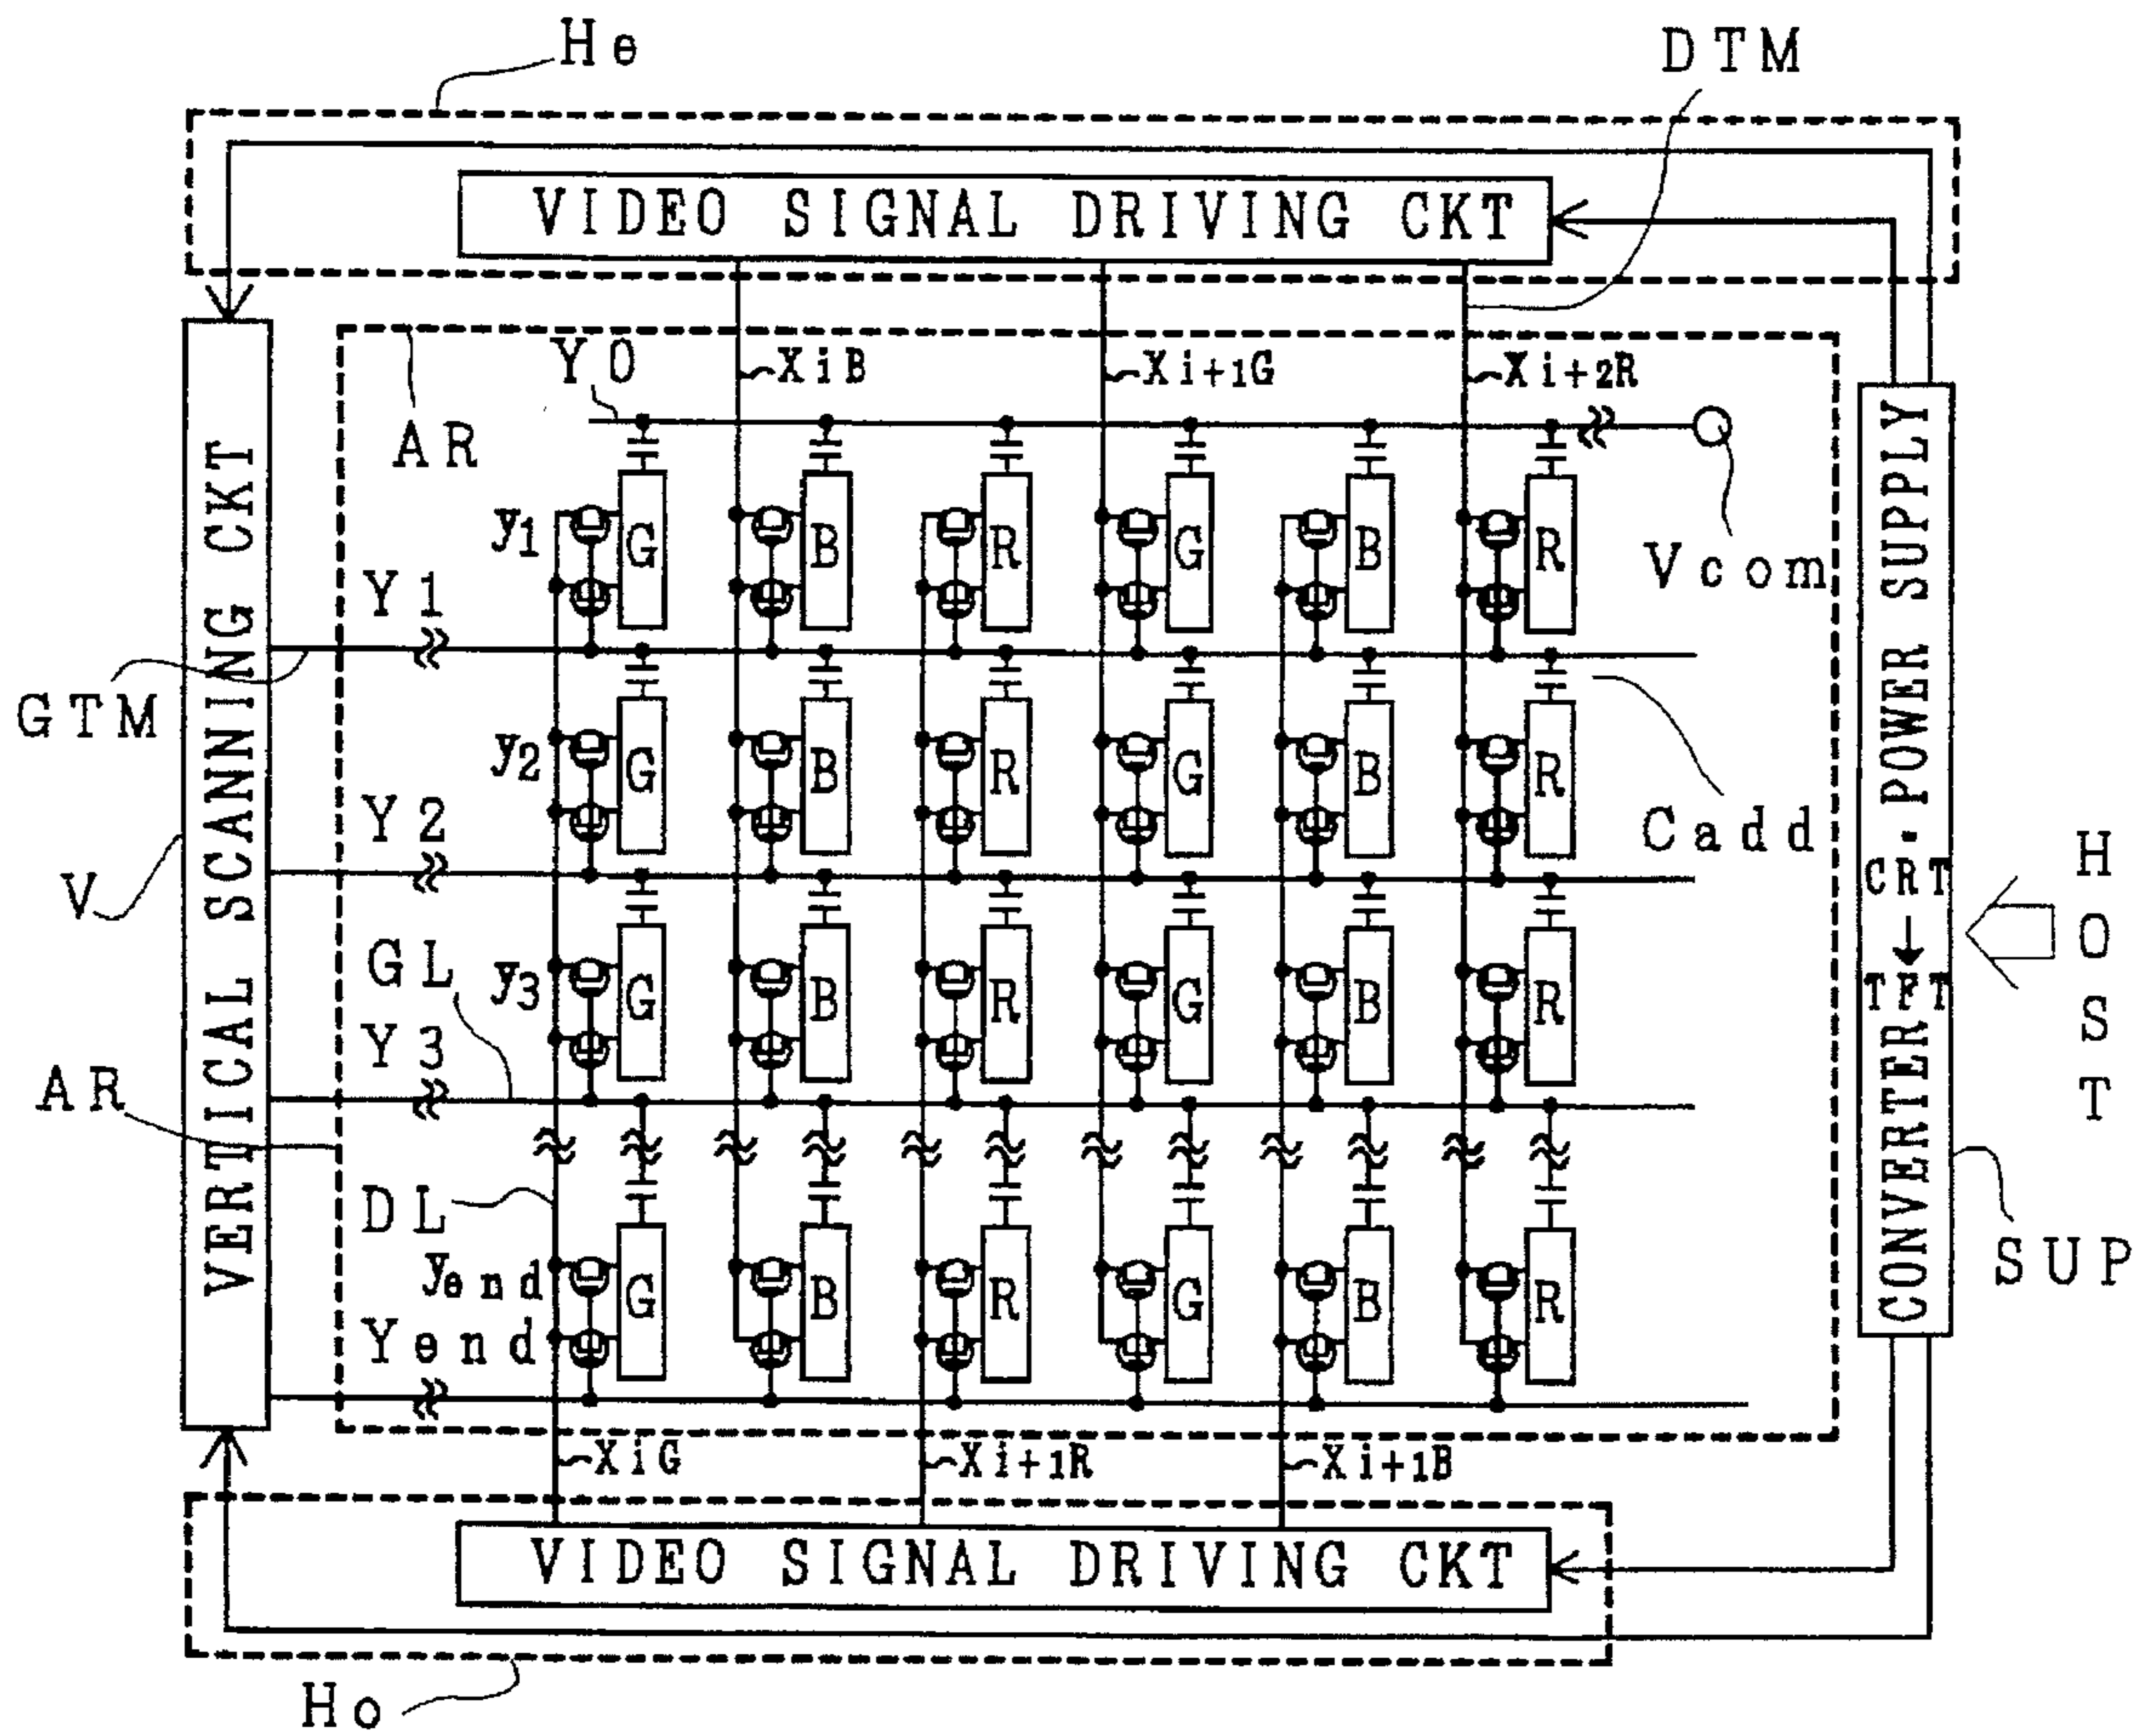 He
DTM
VIDEO SIGNAL DRIVING CKT
Y0
XiB
Xi+1G
Xi+2R
AR
Vcom
y1
G B R G B R
Y1
GTM
y2
G B R G B R
Y2
Cadd
V
VERTIICAL SCANNING CKT
GL
y3
G B R G B R
Y3
AR
DL
yend
G B R G B R
Yend
POWER SUPPLY
CRT
TFT
CONVERTER
HOST
SUP
XiG
Xi+1R
Xi+1B
VIDEO SIGNAL DRIVING CKT
Ho